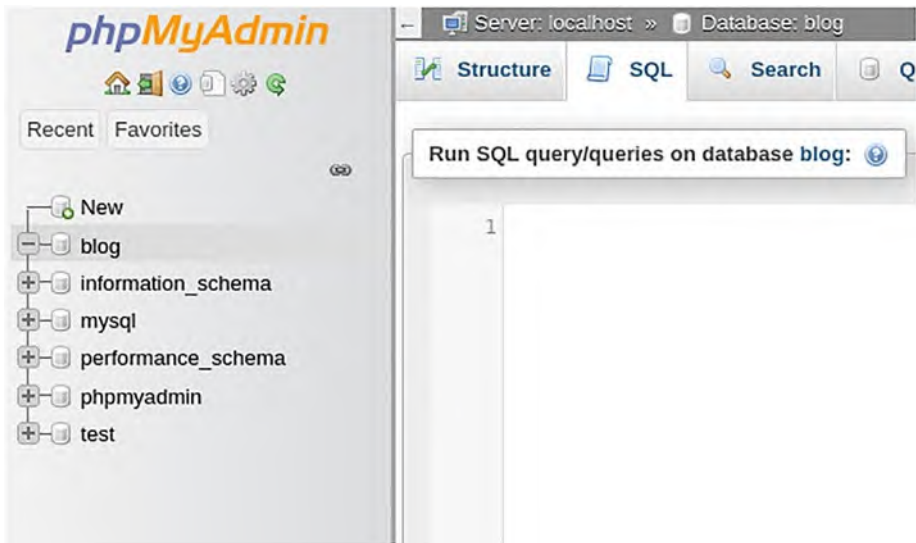 phpMyAdmin
Recent Favorites
New
blog
information_schema
mysql
performance_schema
phpmyadmin
test
Server: localhost » Database: blog
Structure SQL Search Q
Run SQL query/queries on database blog:
1